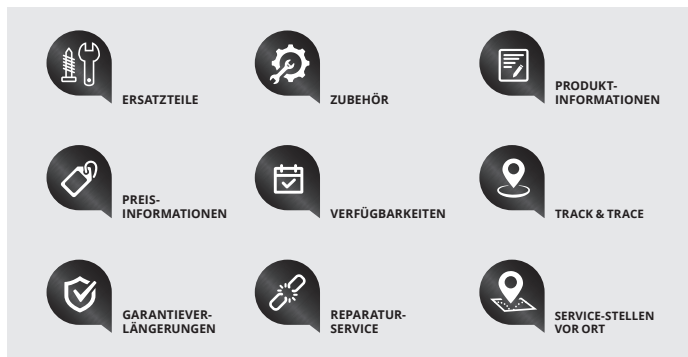 ERSATZTEILE
ZUBEHÖR
PRODUKT-
INFORMATIONEN
PREIS-
INFORMATIONEN
VERFÜGBARKEITEN
TRACK & TRACE
GARANTIEVER-
LÄNGERUNGEN
REPARATUR-
SERVICE
SERVICE-STELLEN
VOR ORT